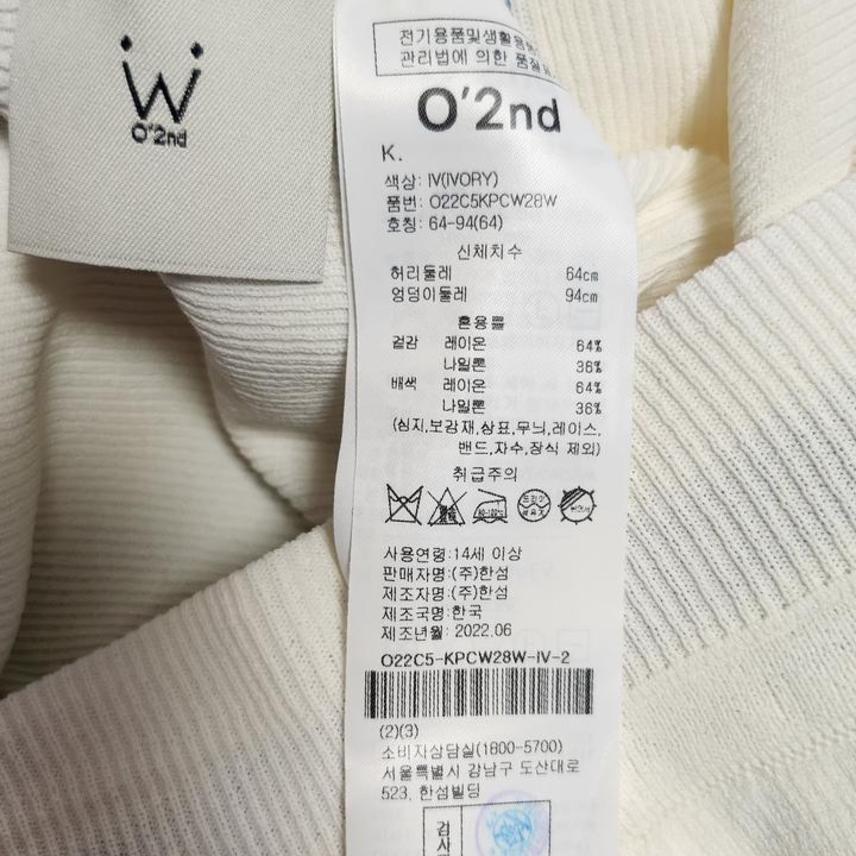 O'2nd
전기용품및생활용
관리법에 의한 품질
O'2nd
K.
색상: IV(IVORY)
품번: O22C5KPCW28W
호칭: 64-94(64)
신체치수
허리둘레 64cm
엉덩이둘레 94cm
혼용률
겉감 레이온 64%
나일론 36%
배색 레이온 64%
나일론 36%
(심지,보강재,상표,무늬,레이스,
밴드,자수,장식 제외)
취급주의
80-120℃
드라이
사용연령:14세 이상
판매자명:(주)한섬
제조자명:(주)한섬
제조국명:한국
제조년월:2022.06
O22C5-KPCW28W-IV-2
(2)(3)
소비자상담실(1800-5700)
서울특별시 강남구 도산대로
523, 한섬빌딩
검사